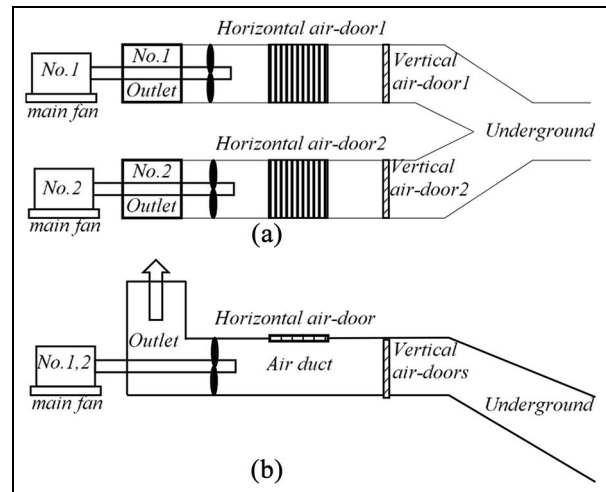 Horizontal air-door1
No.1
No.1
Outlet
main fan
Vertical
air-door1
Horizontal air-door2
Underground
No.2
No.2
Outlet
main fan
Vertical
air-door2
(a)
Outlet
Horizontal air-door
No.1,2
main fan
Air duct
Vertical
air-doors
Underground
(b)